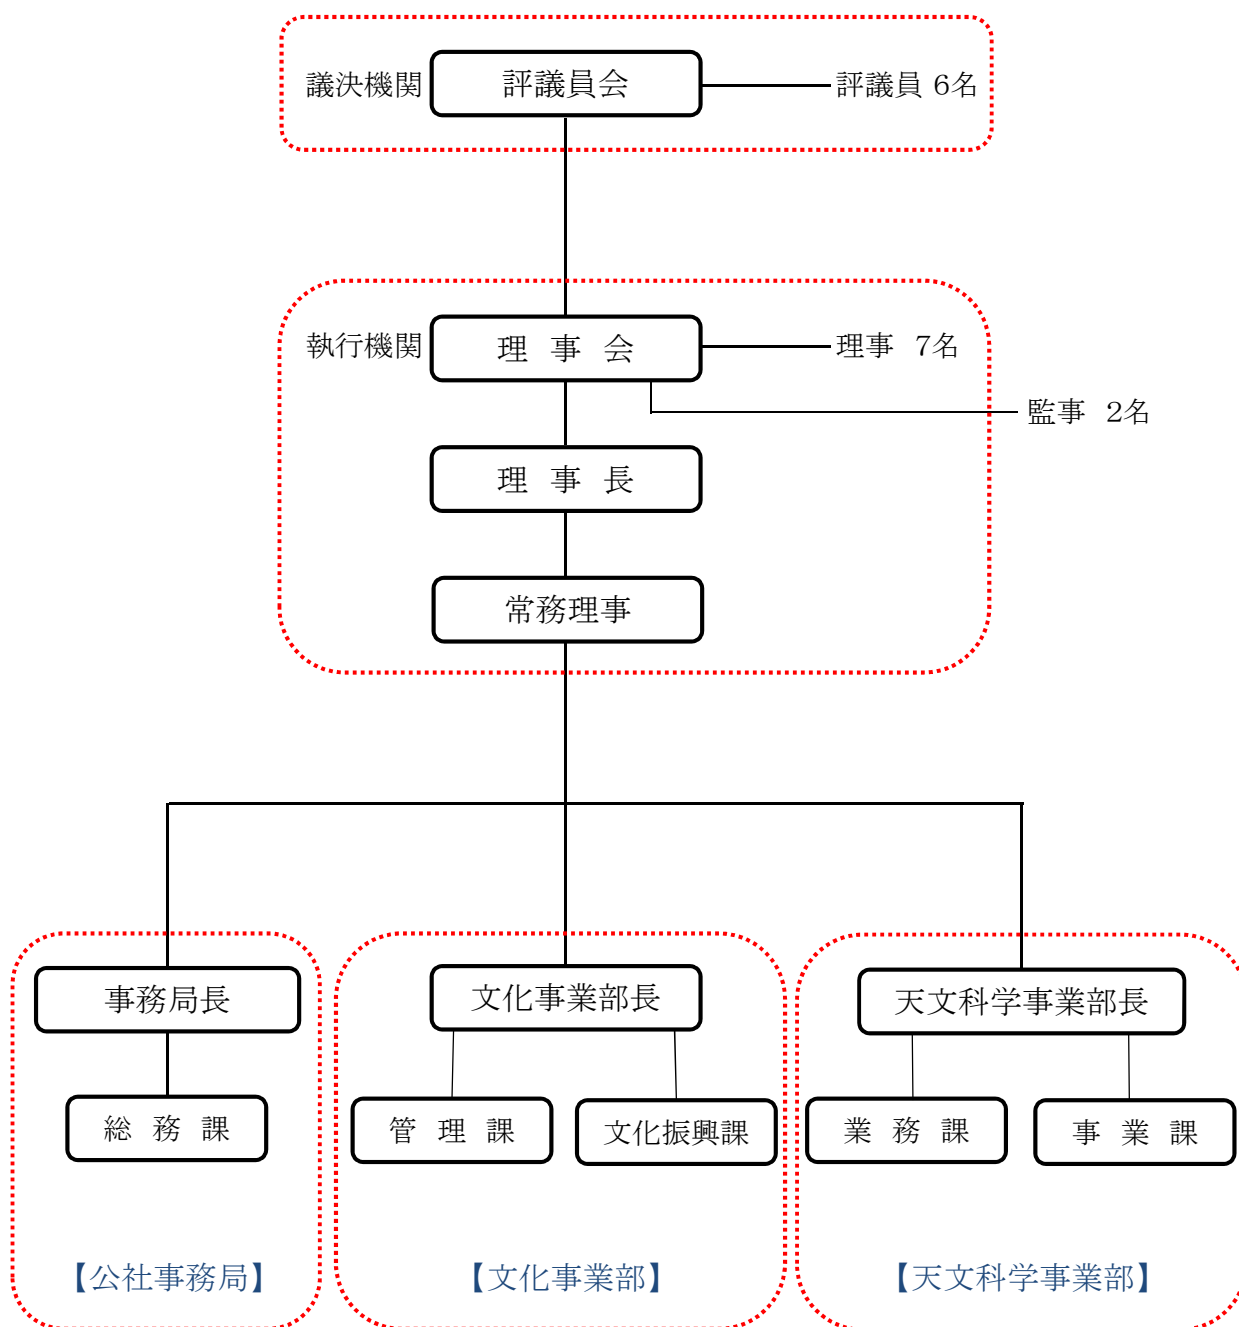 議決機関 評議員会 評議員 6名
執行機関 理事会 理事 7名
監事 2名
理事長
常務理事
事務局長 文化事業部長 天文科学事業部長
総務課 管理課 文化振興課 業務課 事業課
【公社事務局】 【文化事業部】 【天文科学事業部】